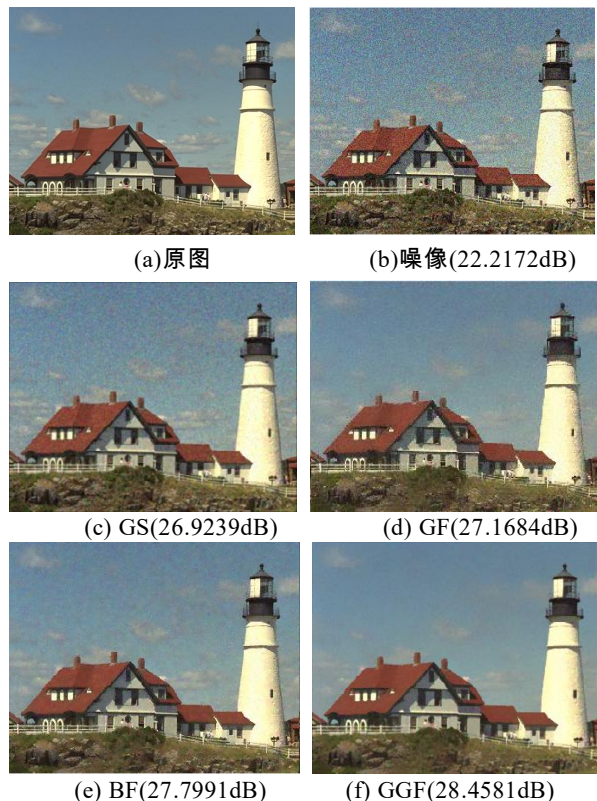 (a)原图
(b)噪像(22.2172dB)
(c) GS(26.9239dB)
(d) GF(27.1684dB)
(e) BF(27.7991dB)
(f) GGF(28.4581dB)